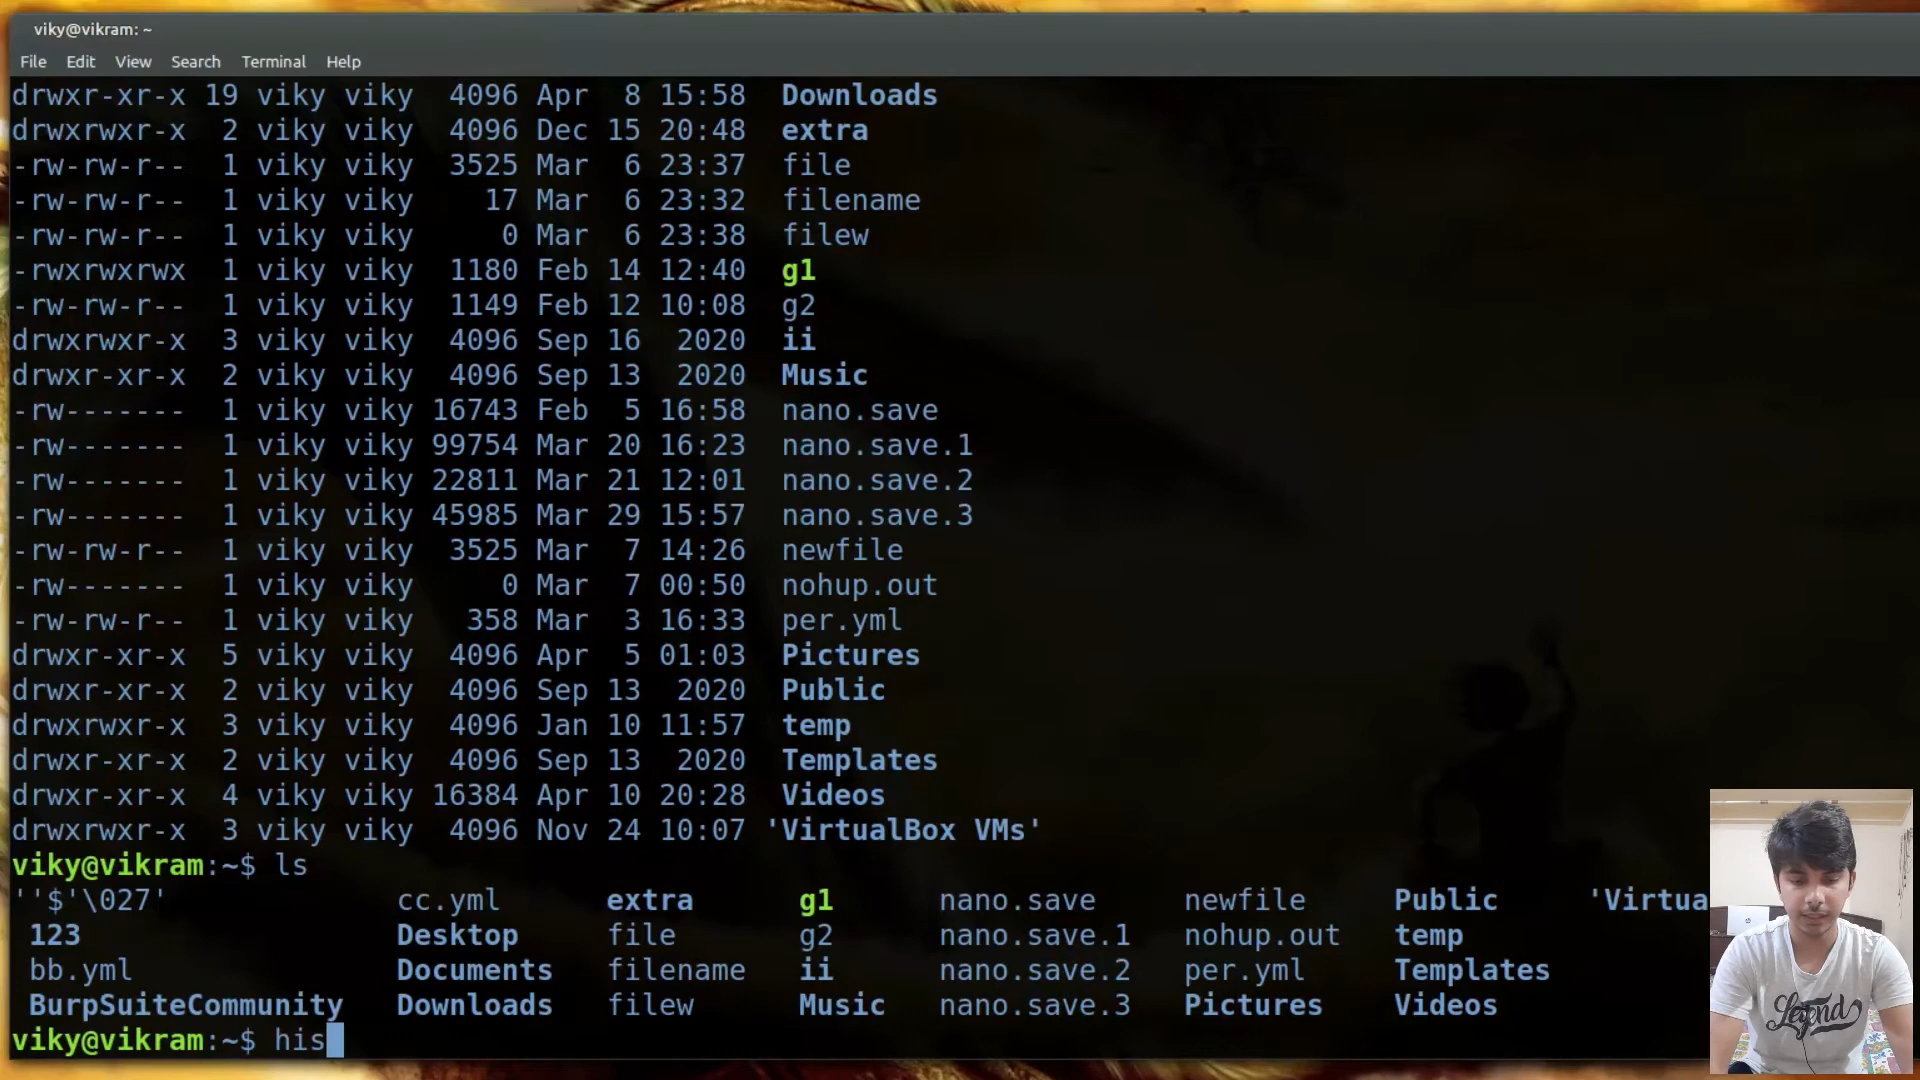 viky@vikram: ~
File Edit View Search Terminal Help
drwxr-xr-x 19 viky viky  4096 Apr  8 15:58  Downloads
drwxrwxr-x  2 viky viky  4096 Dec 15 20:48  extra
-rw-rw-r--  1 viky viky  3525 Mar  6 23:37  file
-rw-rw-r--  1 viky viky    17 Mar  6 23:32  filename
-rw-rw-r--  1 viky viky     0 Mar  6 23:38  filew
-rwxrwxrwx  1 viky viky  1180 Feb 14 12:40  g1
-rw-rw-r--  1 viky viky  1149 Feb 12 10:08  g2
drwxrwxr-x  3 viky viky  4096 Sep 16  2020  ii
drwxr-xr-x  2 viky viky  4096 Sep 13  2020  Music
-rw-------  1 viky viky 16743 Feb  5 16:58  nano.save
-rw-------  1 viky viky 99754 Mar 20 16:23  nano.save.1
-rw-------  1 viky viky 22811 Mar 21 12:01  nano.save.2
-rw-------  1 viky viky 45985 Mar 29 15:57  nano.save.3
-rw-rw-r--  1 viky viky  3525 Mar  7 14:26  newfile
-rw-------  1 viky viky     0 Mar  7 00:50  nohup.out
-rw-rw-r--  1 viky viky   358 Mar  3 16:33  per.yml
drwxr-xr-x  5 viky viky  4096 Apr  5 01:03  Pictures
drwxr-xr-x  2 viky viky  4096 Sep 13  2020  Public
drwxrwxr-x  3 viky viky  4096 Jan 10 11:57  temp
drwxr-xr-x  2 viky viky  4096 Sep 13  2020  Templates
drwxr-xr-x  4 viky viky 16384 Apr 10 20:28  Videos
drwxrwxr-x  3 viky viky  4096 Nov 24 10:07 'VirtualBox VMs'
viky@vikram:~$ ls
''$'\027' cc.yml extra g1 nano.save newfile Public 'Virtua
123 Desktop file g2 nano.save.1 nohup.out temp
bb.yml Documents filename ii nano.save.2 per.yml Templates
BurpSuiteCommunity Downloads filew Music nano.save.3 Pictures Videos
viky@vikram:~$ his
Legend